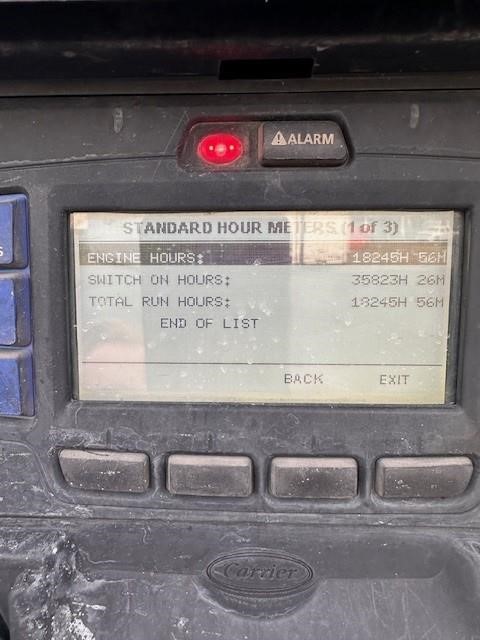 ⚠ALARM
S
STANDARD HOUR METERS (1 of 3)
ENGINE HOURS: 18245H 56M
SWITCH ON HOURS: 35823H 26M
TOTAL RUN HOURS: 18245H 56M
END OF LIST
BACK EXIT
Carrier